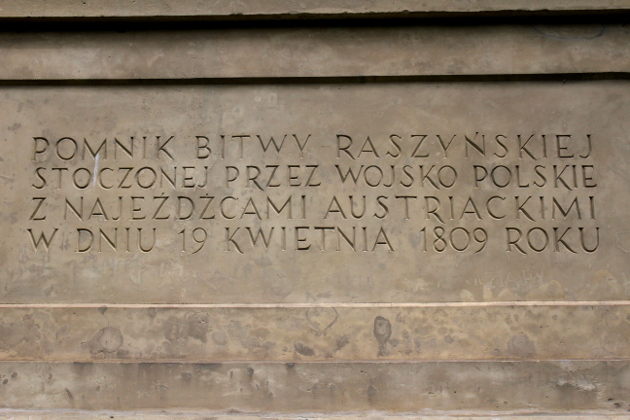 POMNIK BITWY RASZYŃSKIEJ
STOCZONEJ PRZEZ WOJSKO POLSKIE
Z NAJEŹDŹCAMI AUSTRIACKIMI
W DNIU 19 KWIETNIA 1809 ROKU